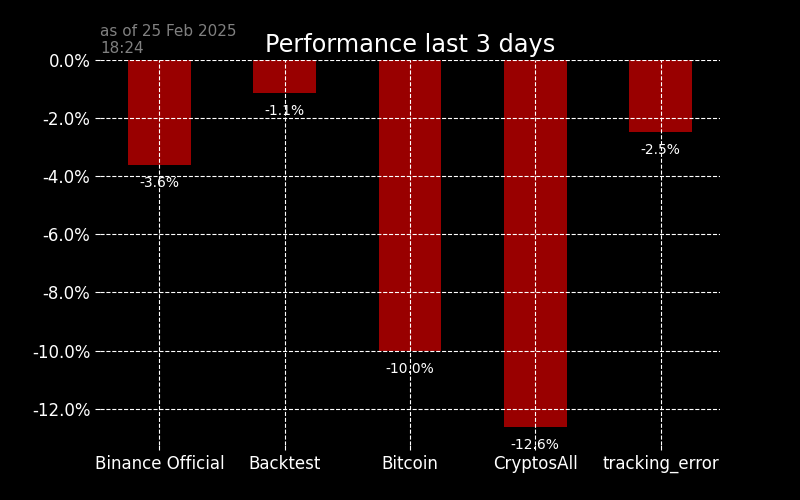 as of 25 Feb 2025
18:24
Performance last 3 days
0.0%
-2.0%
-4.0%
-6.0%
-8.0%
-10.0%
-12.0%
-3.6%
-1.1%
-10.0%
-12.6%
-2.5%
Binance Official
Backtest
Bitcoin
CryptosAll
tracking_error